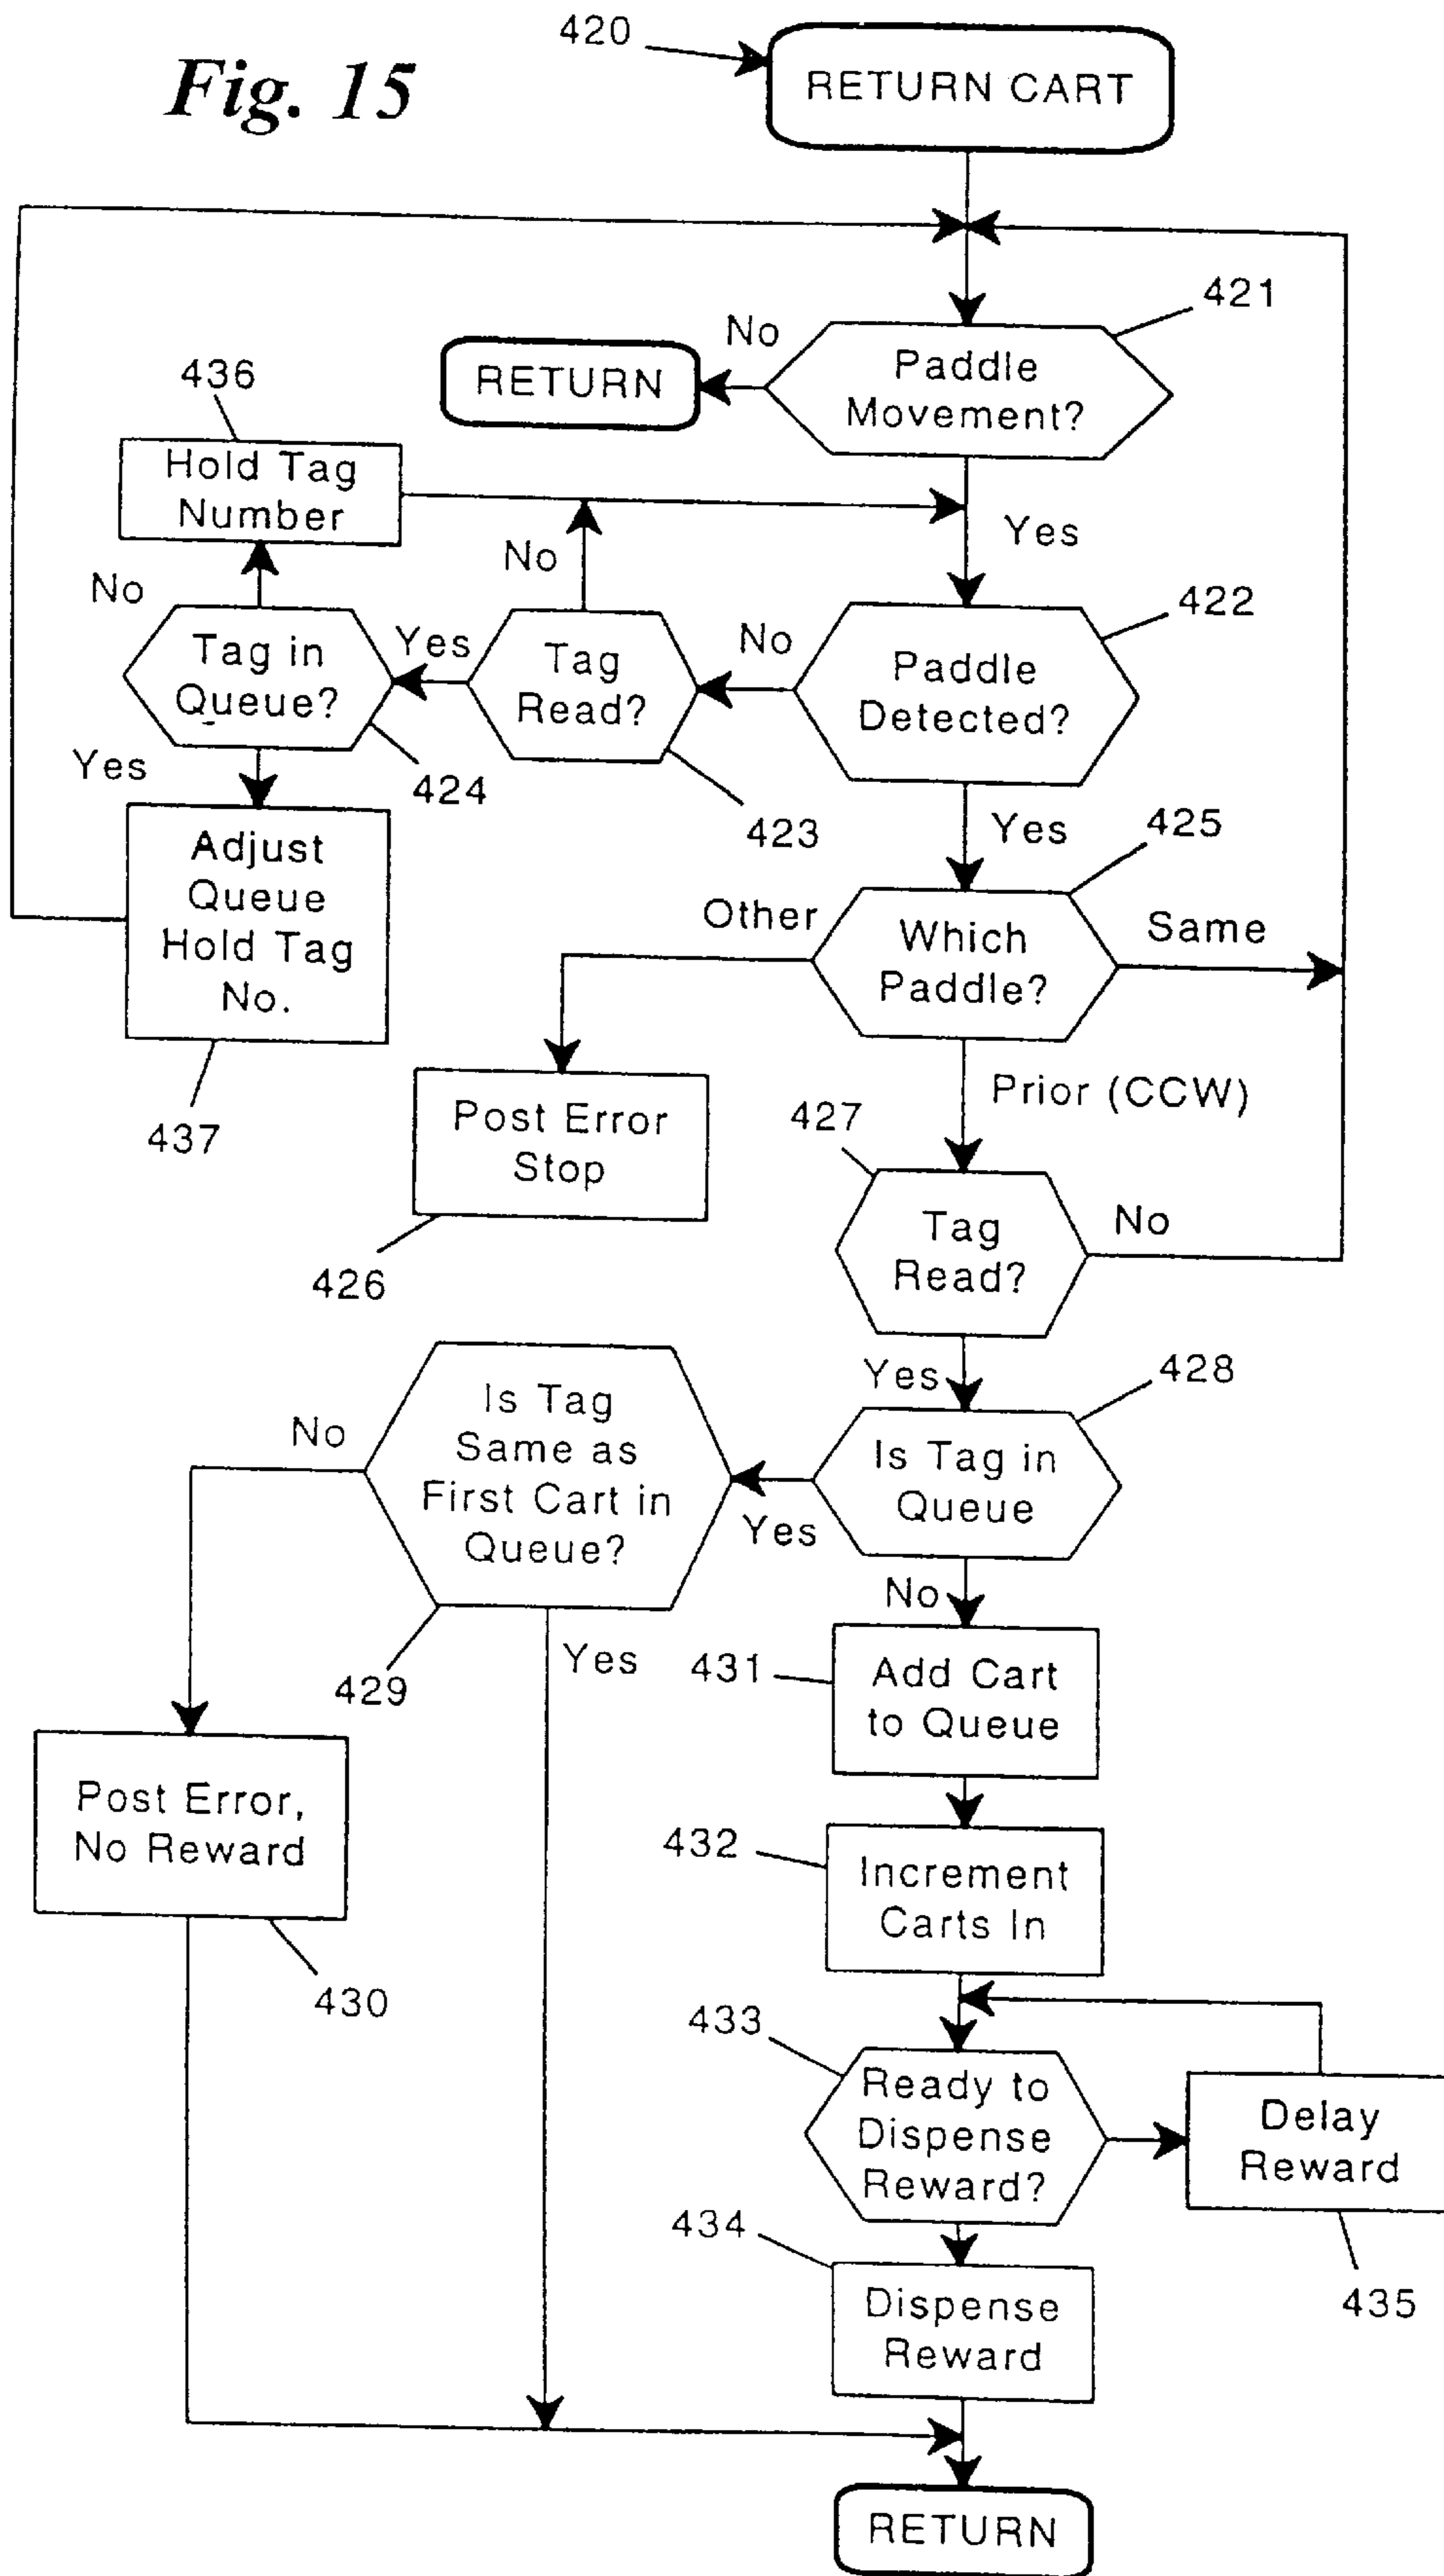 Fig. 15
420
RETURN CART
421
No
Paddle
Movement?
RETURN
436
Hold Tag
Number
Yes
No
No
422
Tag in
Queue?
Yes
Tag
Read?
No
Paddle
Detected?
Yes
424
423
Yes
425
Adjust
Queue
Hold Tag
No.
Other
Which
Paddle?
Same
437
Post Error
Stop
Prior (CCW)
427
426
Tag
Read?
No
Yes
428
No
Is Tag
Same as
First Cart in
Queue?
Yes
Is Tag in
Queue
No
429
Yes
431
Add Cart
to Queue
Post Error,
No Reward
432
Increment
Carts In
430
433
Ready to
Dispense
Reward?
Delay
Reward
434
435
Dispense
Reward
RETURN